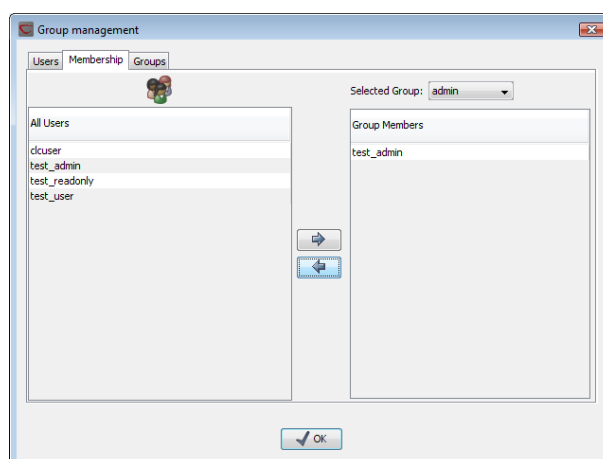 Group management
Users Membership Groups
Selected Group: admin
All Users
Group Members
clcuser
test_admin
test_readonly
test_user
test_admin
OK